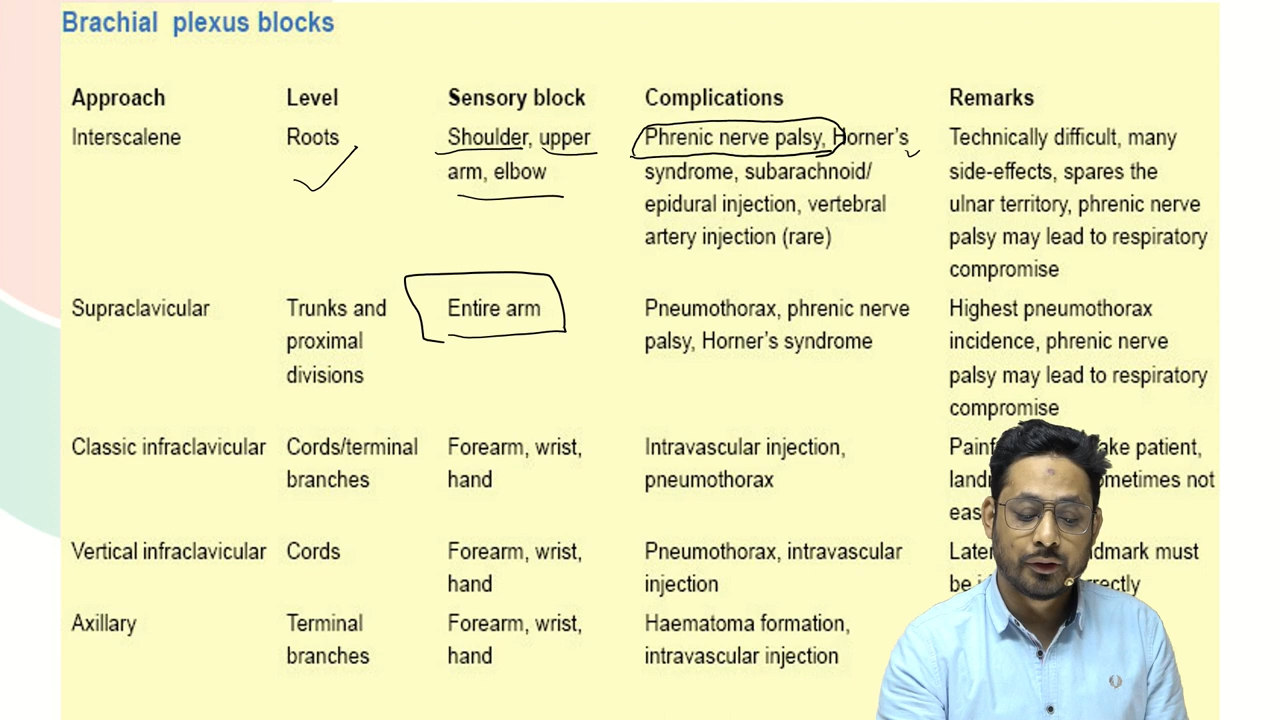 Brachial plexus blocks
Approach Level Sensory block Complications Remarks
Interscalene Roots Shoulder, upper Phrenic nerve palsy, Horner's Technically difficult, many
arm, elbow syndrome, subarachnoid/ side-effects, spares the
epidural injection, vertebral ulnar territory, phrenic nerve
artery injection (rare) palsy may lead to respiratory
compromise
Supraclavicular Trunks and Entire arm Pneumothorax, phrenic nerve Highest pneumothorax
proximal palsy, Horner's syndrome incidence, phrenic nerve
divisions palsy may lead to respiratory
compromise
Classic infraclavicular Cords/terminal Forearm, wrist, Intravascular injection, patient,
branches hand pneumothorax not
Vertical infraclavicular Cords Forearm, wrist, Pneumothorax, intravascular must
hand injection be
Axillary Terminal Forearm, wrist, Haematoma formation,
branches hand intravascular injection